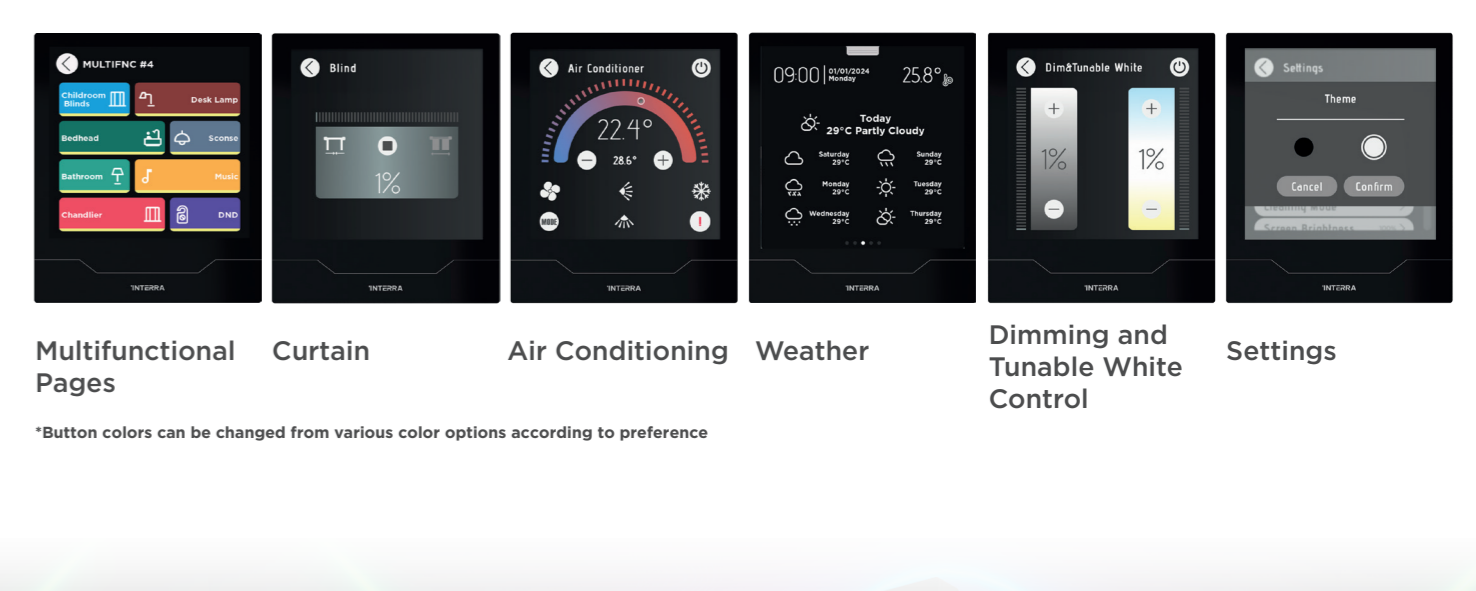 MULTIFNC #4
Childroom
Blinds
Desk Lamp
Bedhead
Sconse
Bathroom
Music
Chandlier
DND
INTERRA
Blind
1%
INTERRA
Air Conditioner
22.4°
28.6°
MODE
INTERRA
09:00 01/01/2024
Monday
25.8°
Today
29°C Partly Cloudy
Saturday
29°C
Sunday
29°C
Monday
29°C
Tuesday
29°C
Wednesday
29°C
Thursday
29°C
INTERRA
Dim&Tunable White
1%
1%
INTERRA
Settings
Theme
Cancel
Confirm
Cleaning Mode
Screen Brightness
INTERRA
Multifunctional
Pages
Curtain
Air Conditioning
Weather
Dimming and
Tunable White
Control
Settings
*Button colors can be changed from various color options according to preference